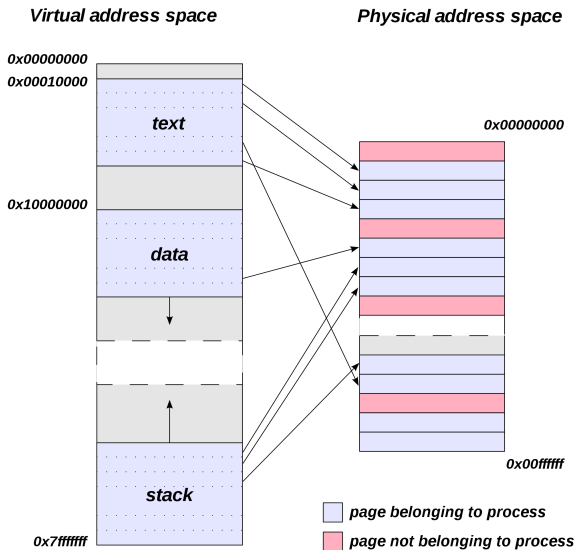 Virtual address space
Physical address space
0x00000000
0x00010000
text
0x00000000
0x10000000
data
stack
0x00ffffff
page belonging to process
0x7fffffff
page not belonging to process